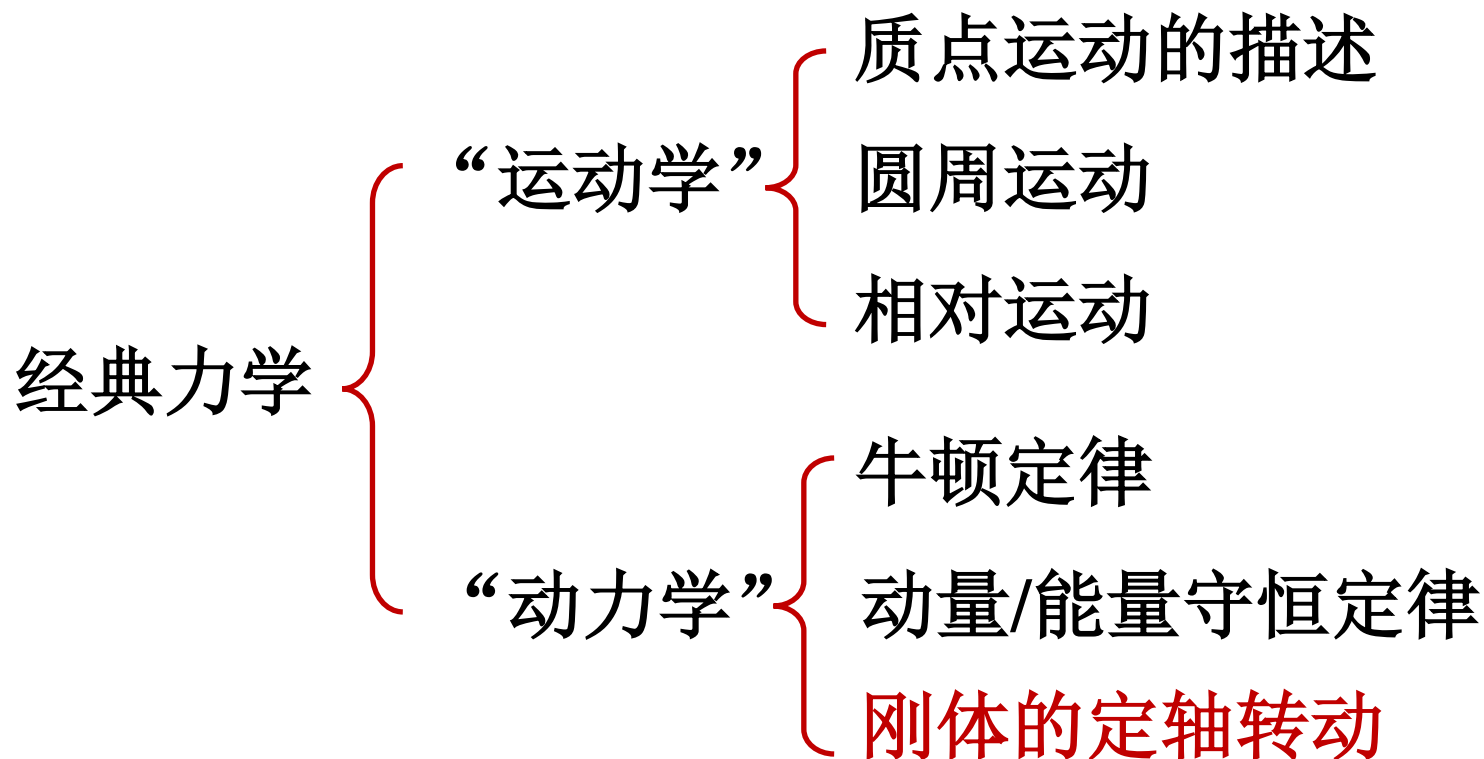 经典力学
“运动学”
质点运动的描述
圆周运动
相对运动
“动力学”
牛顿定律
动量/能量守恒定律
刚体的定轴转动